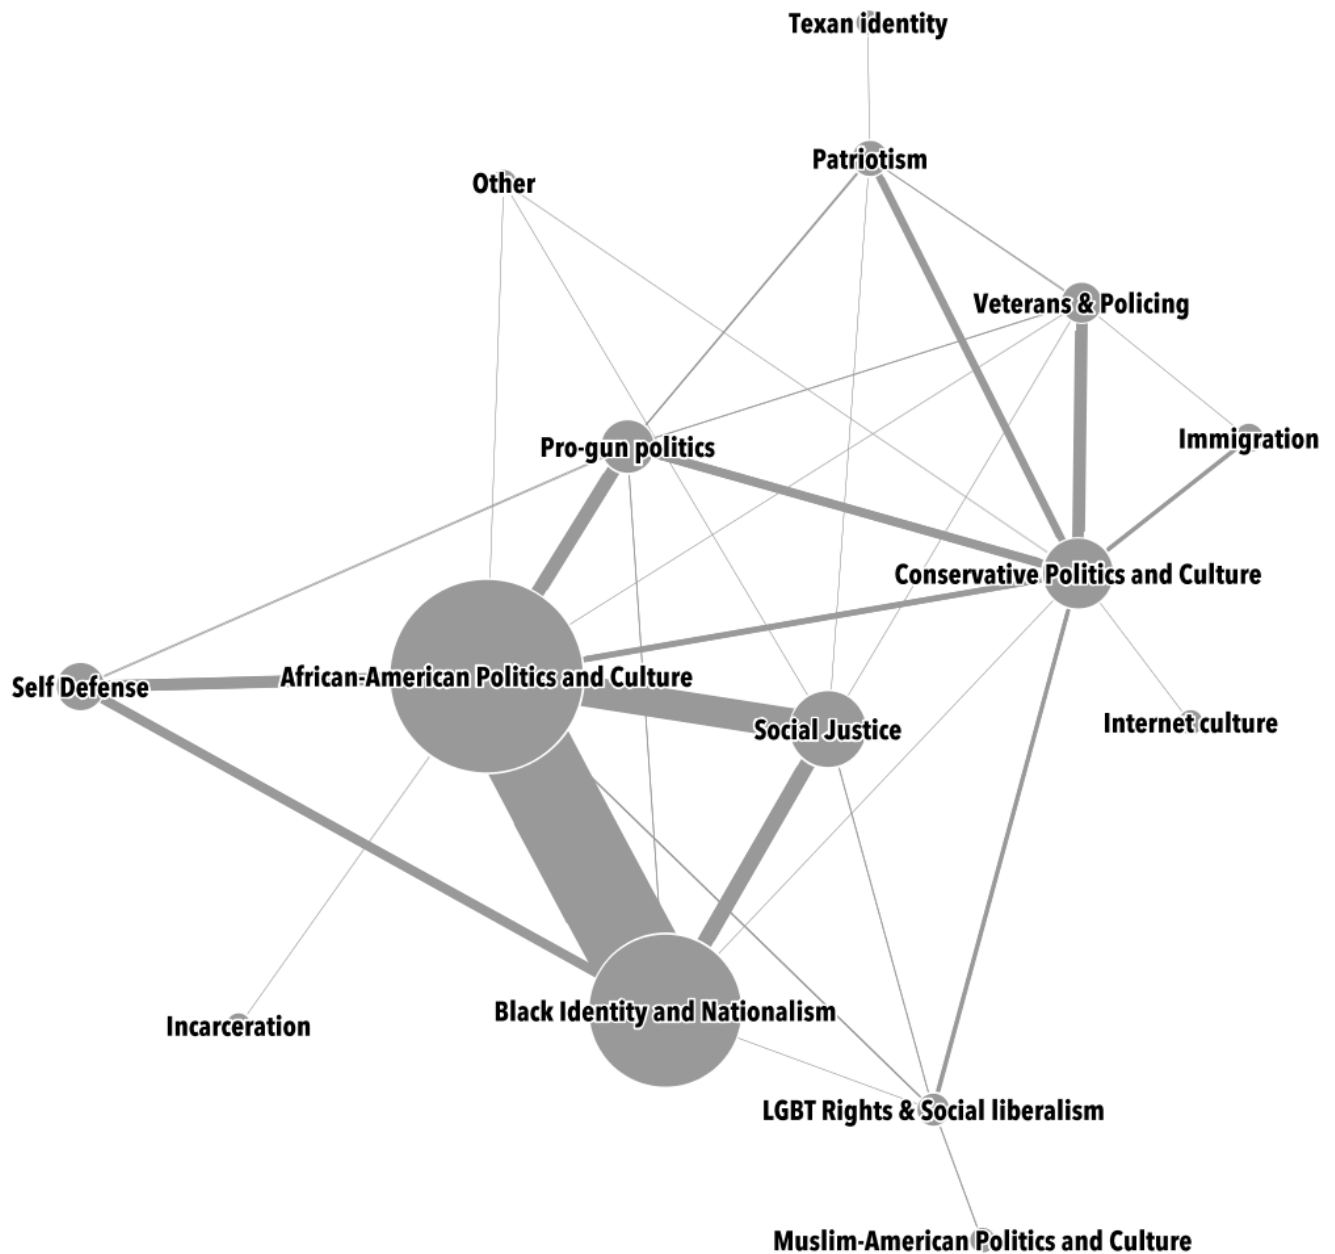 Texan identity
Patriotism
Other
Veterans & Policing
Immigration
Pro-gun politics
Conservative Politics and Culture
African-American Politics and Culture
Self Defense
Internet culture
Social Justice
Black Identity and Nationalism
Incarceration
LGBT Rights & Social liberalism
Muslim-American Politics and Culture